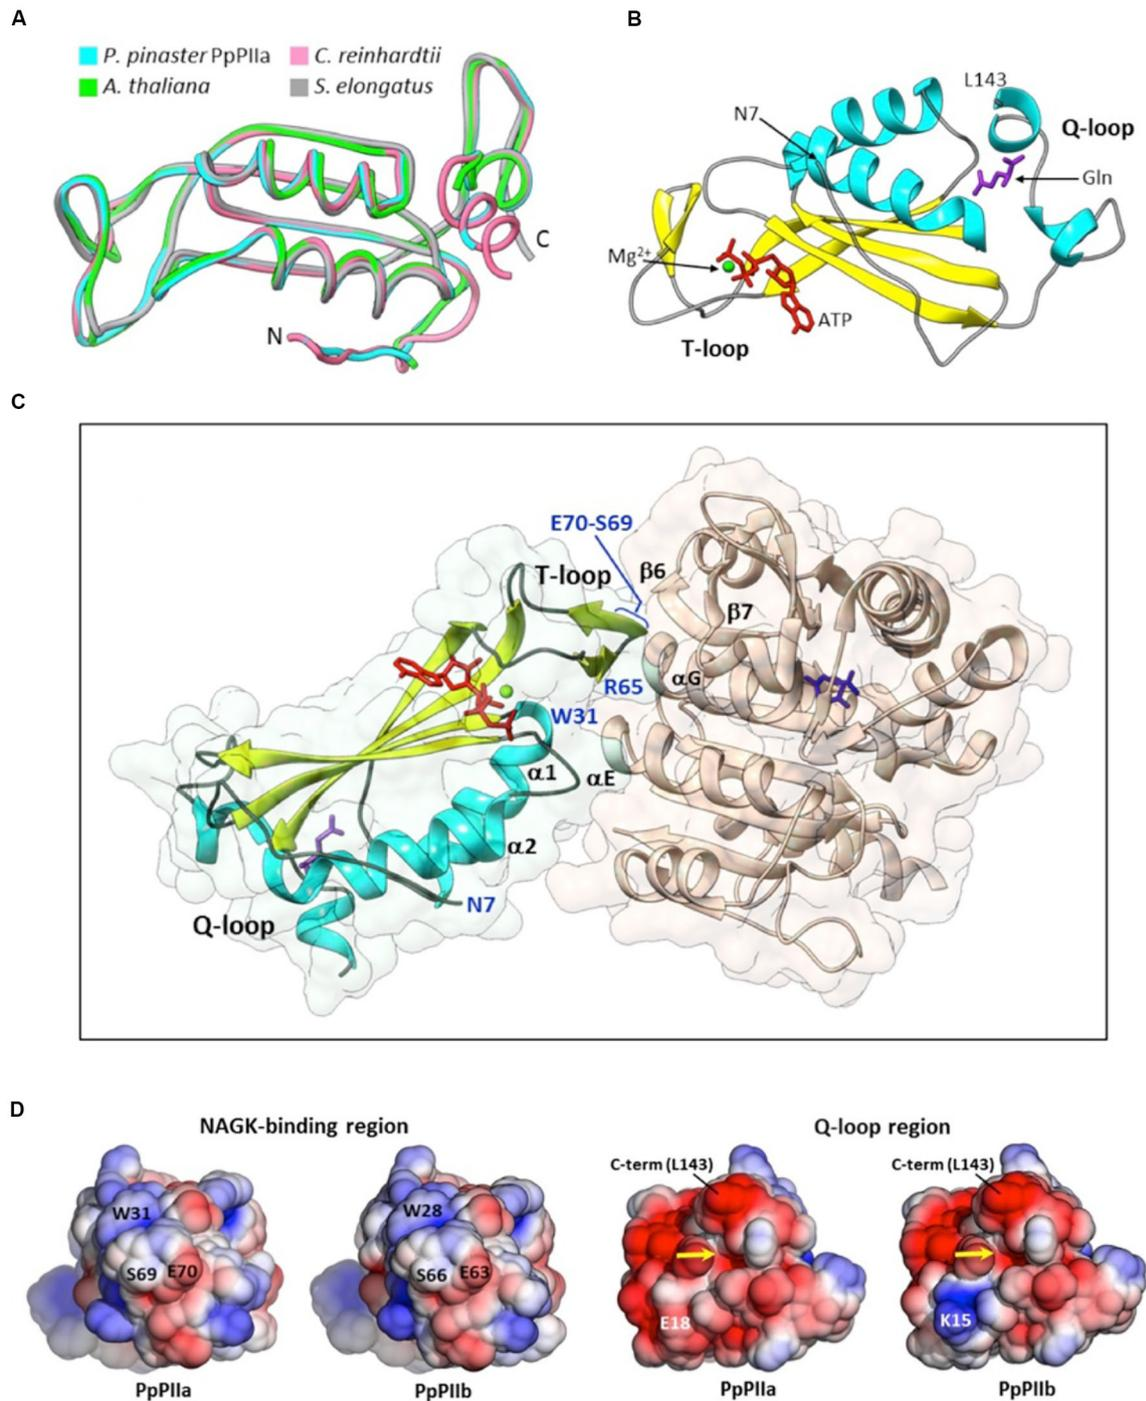 A
P. pinaster PpPIIa
C. reinhardtii
A. thaliana
S. elongatus
C
N
B
L143
N7
Q-loop
Gln
Mg2+
ATP
T-loop
C
E70-S69
T-loop
β6
β7
R65
αG
W31
α1
αE
α2
N7
Q-loop
D
NAGK-binding region
Q-loop region
C-term (L143)
C-term (L143)
W31
W28
S69
E70
S66
E63
E18
K15
PpPIIa
PpPIIb
PpPIIa
PpPIIb